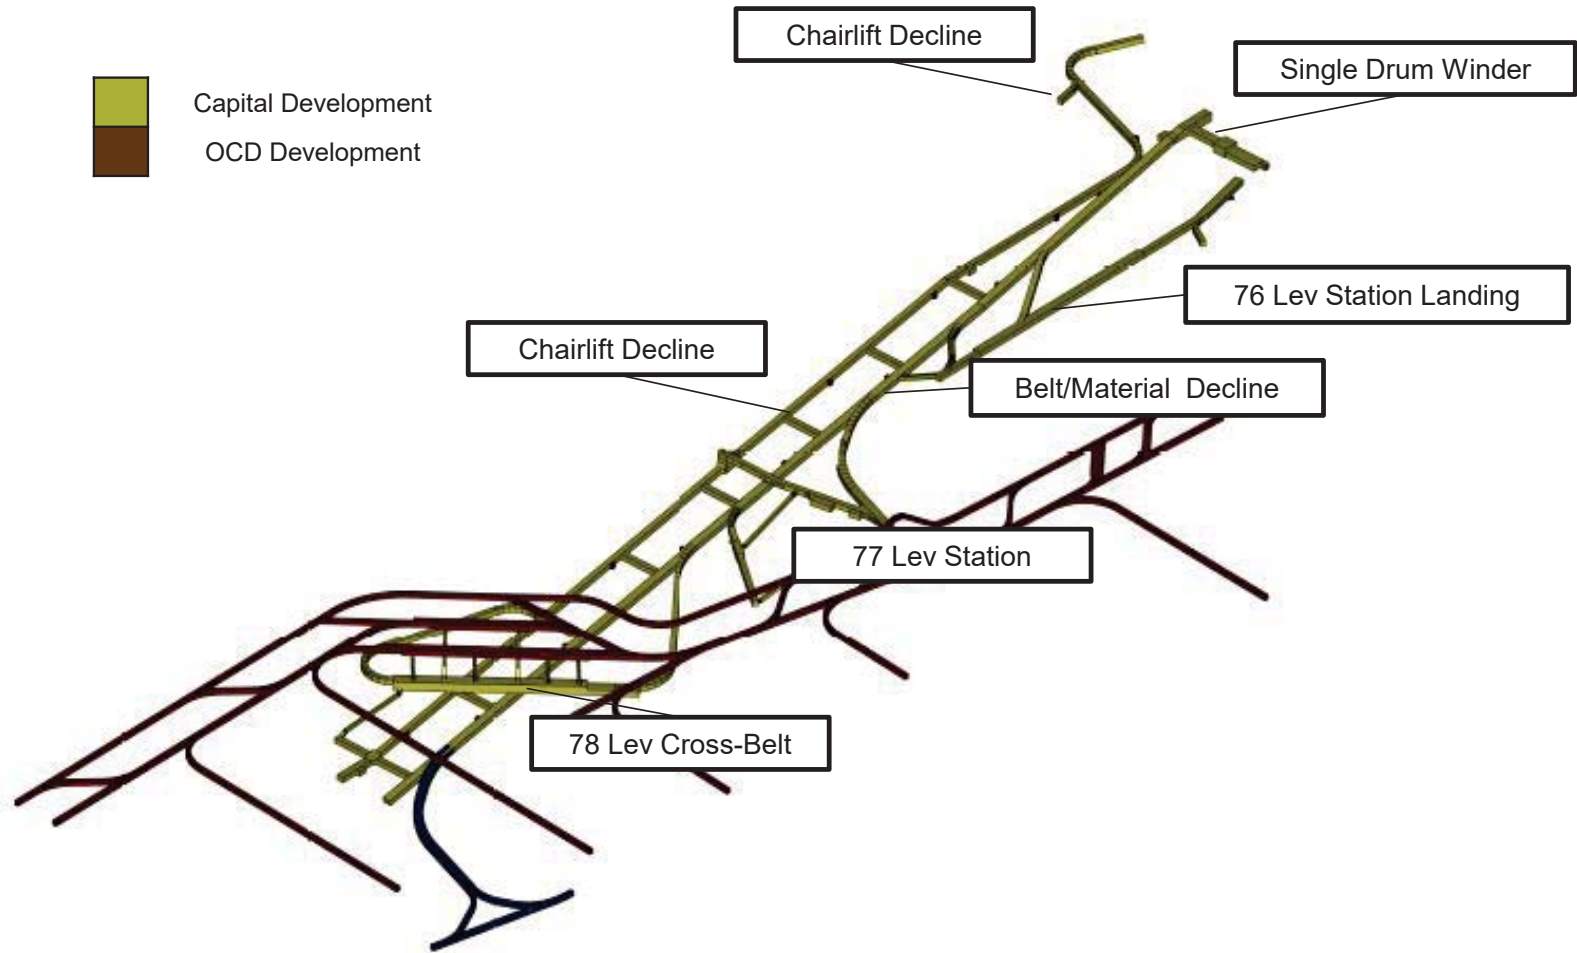 Chairlift Decline
Single Drum Winder
Capital Development
OCD Development
76 Lev Station Landing
Chairlift Decline
Belt/Material Decline
77 Lev Station
78 Lev Cross-Belt